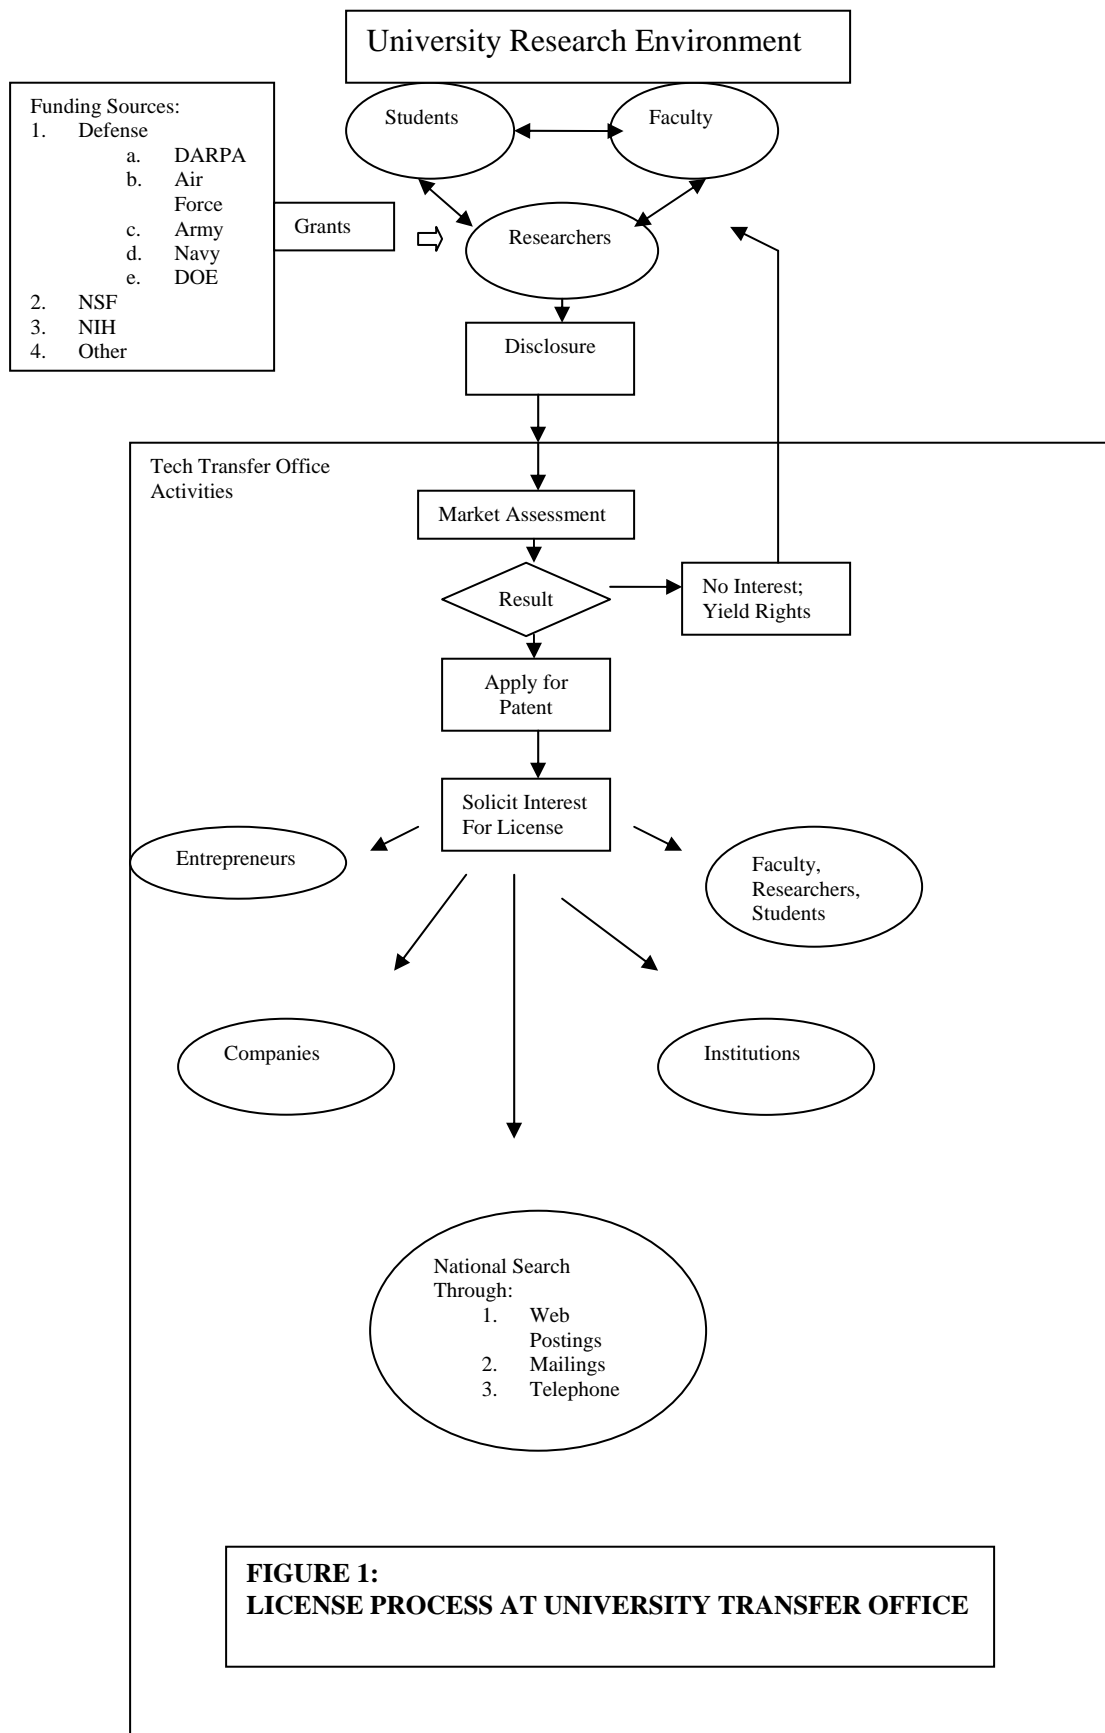 University Research Environment
Funding Sources:
1. Defense
a. DARPA
b. Air
Force
c. Army
d. Navy
e. DOE
2. NSF
3. NIH
4. Other
Grants
Students
Faculty
Researchers
Disclosure
Tech Transfer Office
Activities
Market Assessment
Result
No Interest;
Yield Rights
Apply for
Patent
Solicit Interest
For License
Entrepreneurs
Faculty,
Researchers,
Students
Companies
Institutions
National Search
Through:
1. Web
Postings
2. Mailings
3. Telephone
FIGURE 1:
LICENSE PROCESS AT UNIVERSITY TRANSFER OFFICE